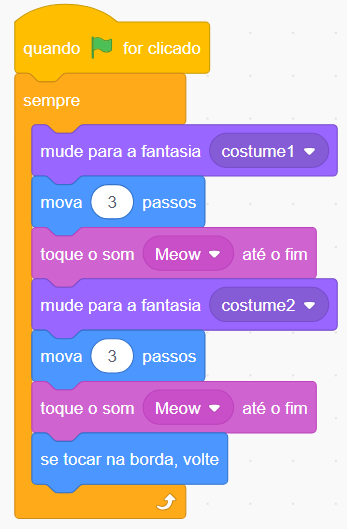 quando for clicado
sempre
mude para a fantasia costume1
mova 3 passos
toque o som Meow até o fim
mude para a fantasia costume2
mova 3 passos
toque o som Meow até o fim
se tocar na borda, volte